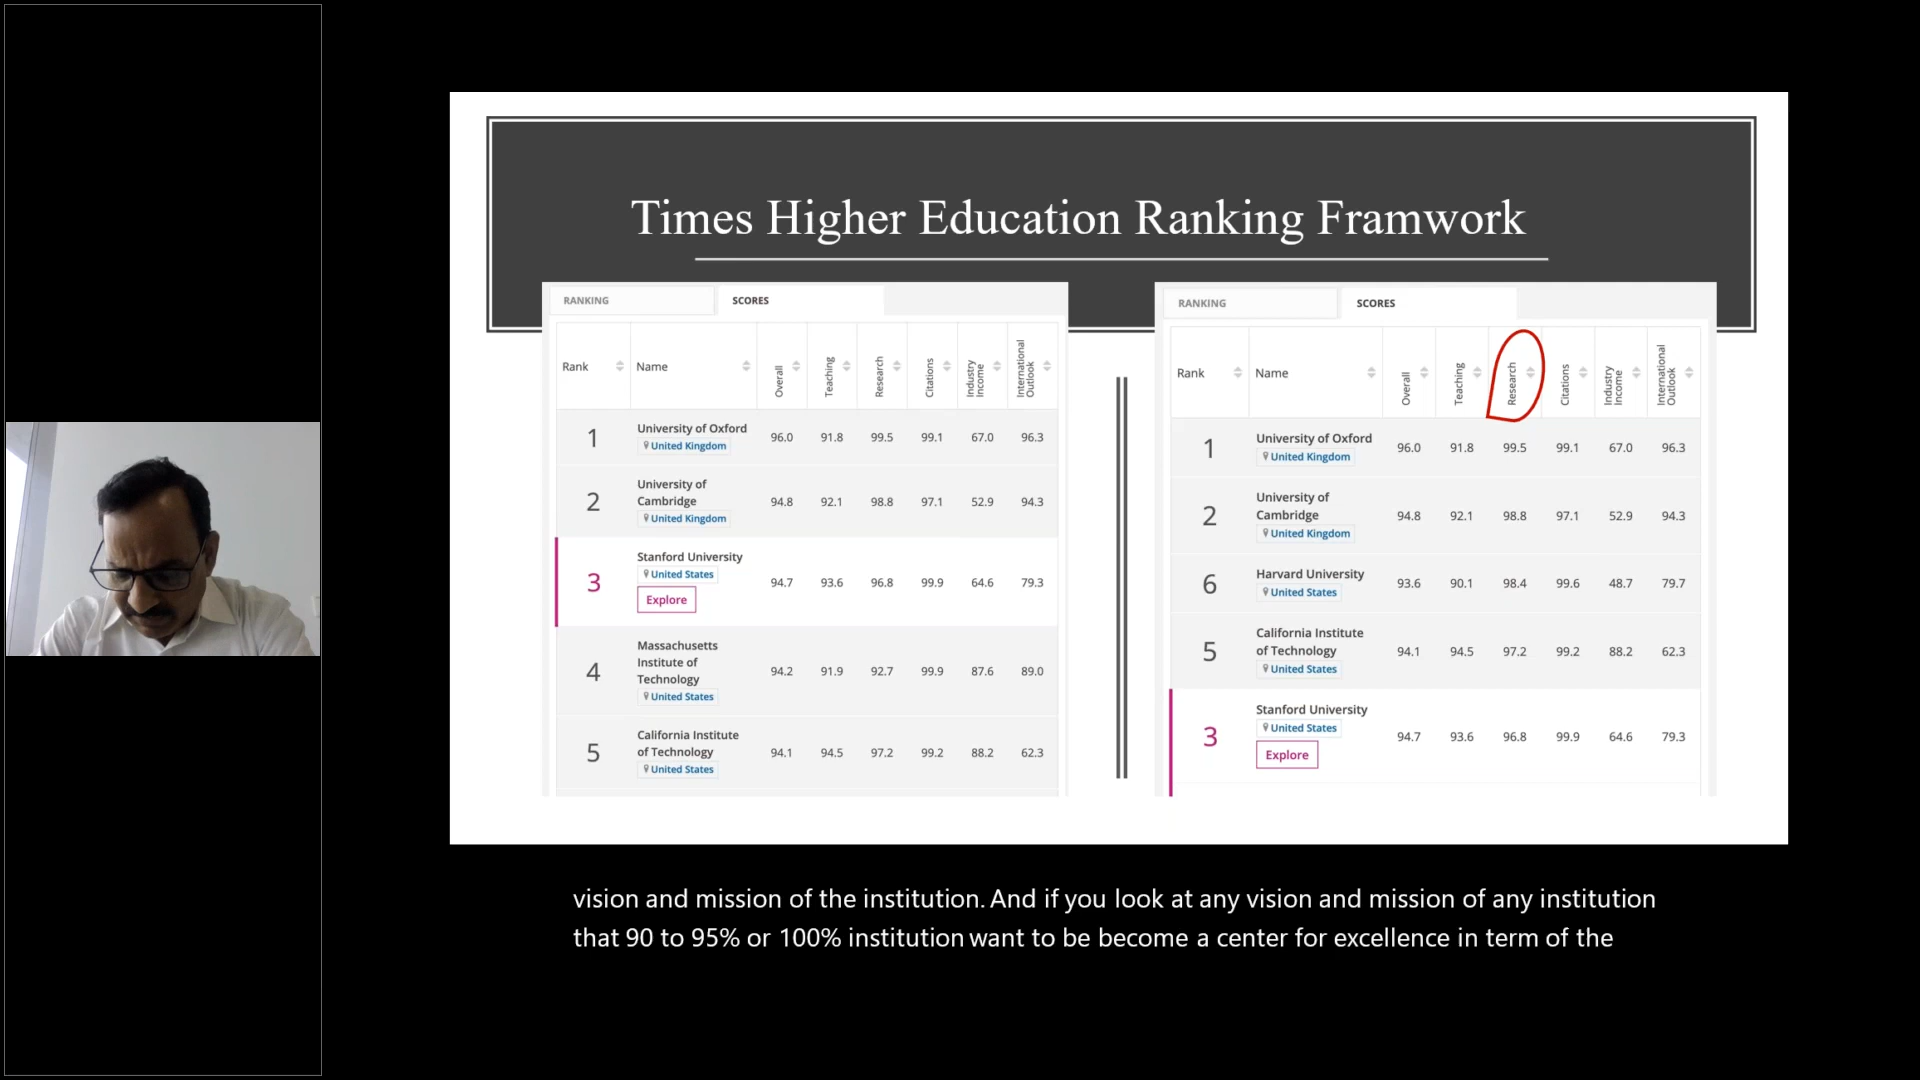 Times Higher Education Ranking Framwork
RANKING SCORES
Rank Name Overall Teaching Research Citations Industry Income International Outlook
1 University of Oxford 96.0 91.8 99.5 99.1 67.0 96.3
United Kingdom
2 University of Cambridge 94.8 92.1 98.8 97.1 52.9 94.3
United Kingdom
3 Stanford University 94.7 93.6 96.8 99.9 64.6 79.3
United States
Explore
4 Massachusetts Institute of Technology 94.2 91.9 92.7 99.9 87.6 89.0
United States
5 California Institute of Technology 94.1 94.5 97.2 99.2 88.2 62.3
United States
RANKING SCORES
Rank Name Overall Teaching Research Citations Industry Income International Outlook
1 University of Oxford 96.0 91.8 99.5 99.1 67.0 96.3
United Kingdom
2 University of Cambridge 94.8 92.1 98.8 97.1 52.9 94.3
United Kingdom
6 Harvard University 93.6 90.1 98.4 99.6 48.7 79.7
United States
5 California Institute of Technology 94.1 94.5 97.2 99.2 88.2 62.3
United States
3 Stanford University 94.7 93.6 96.8 99.9 64.6 79.3
United States
Explore
vision and mission of the institution. And if you look at any vision and mission of any institution
that 90 to 95% or 100% institution want to be become a center for excellence in term of the